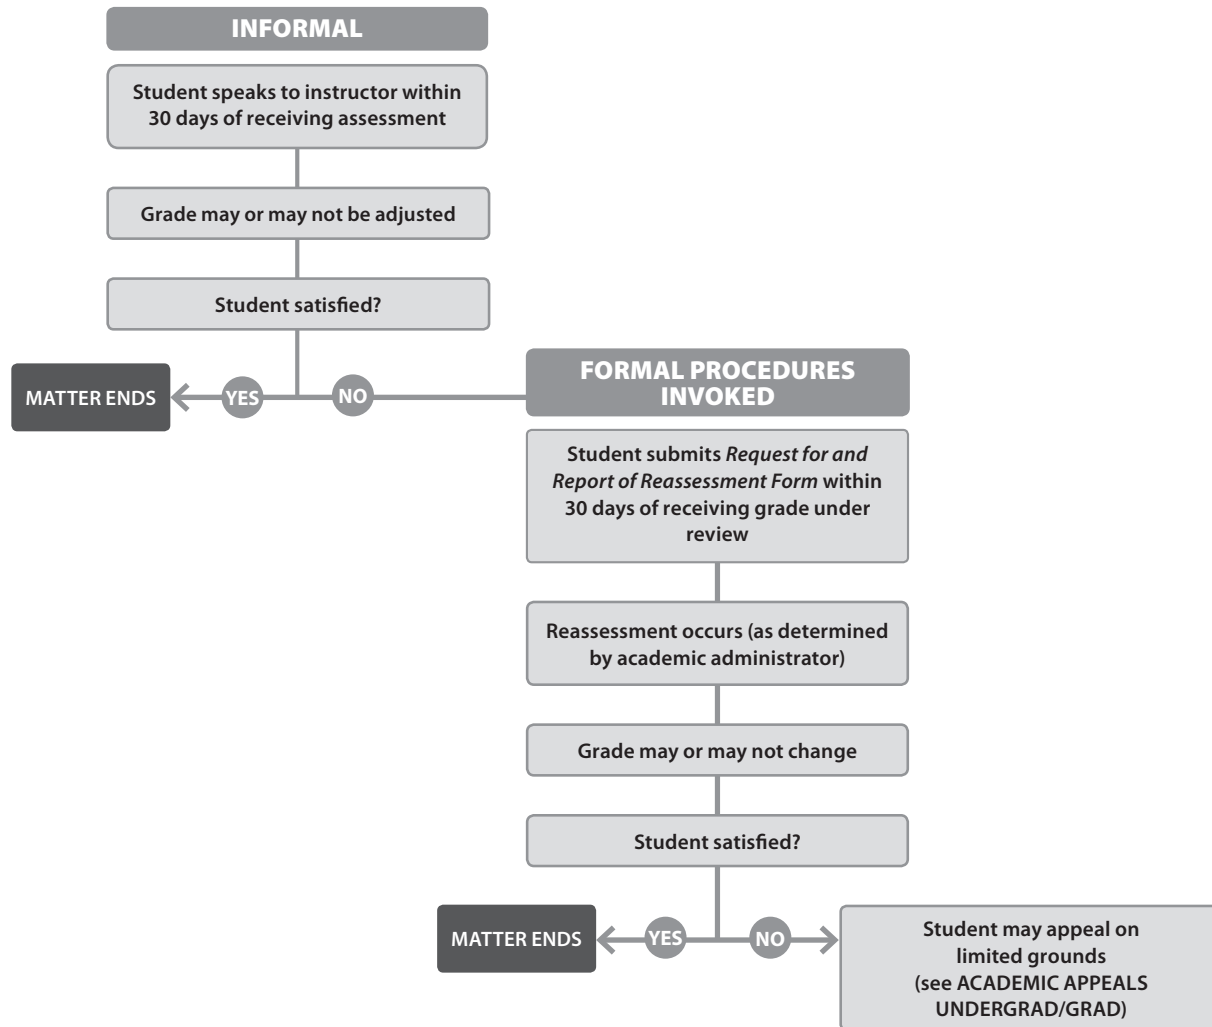 INFORMAL
Student speaks to instructor within
30 days of receiving assessment
Grade may or may not be adjusted
Student satisfied?
MATTER ENDS
YES
NO
FORMAL PROCEDURES
INVOKED
Student submits Request for and
Report of Reassessment Form within
30 days of receiving grade under
review
Reassessment occurs (as determined
by academic administrator)
Grade may or may not change
Student satisfied?
MATTER ENDS
YES
NO
Student may appeal on
limited grounds
(see ACADEMIC APPEALS
UNDERGRAD/GRAD)